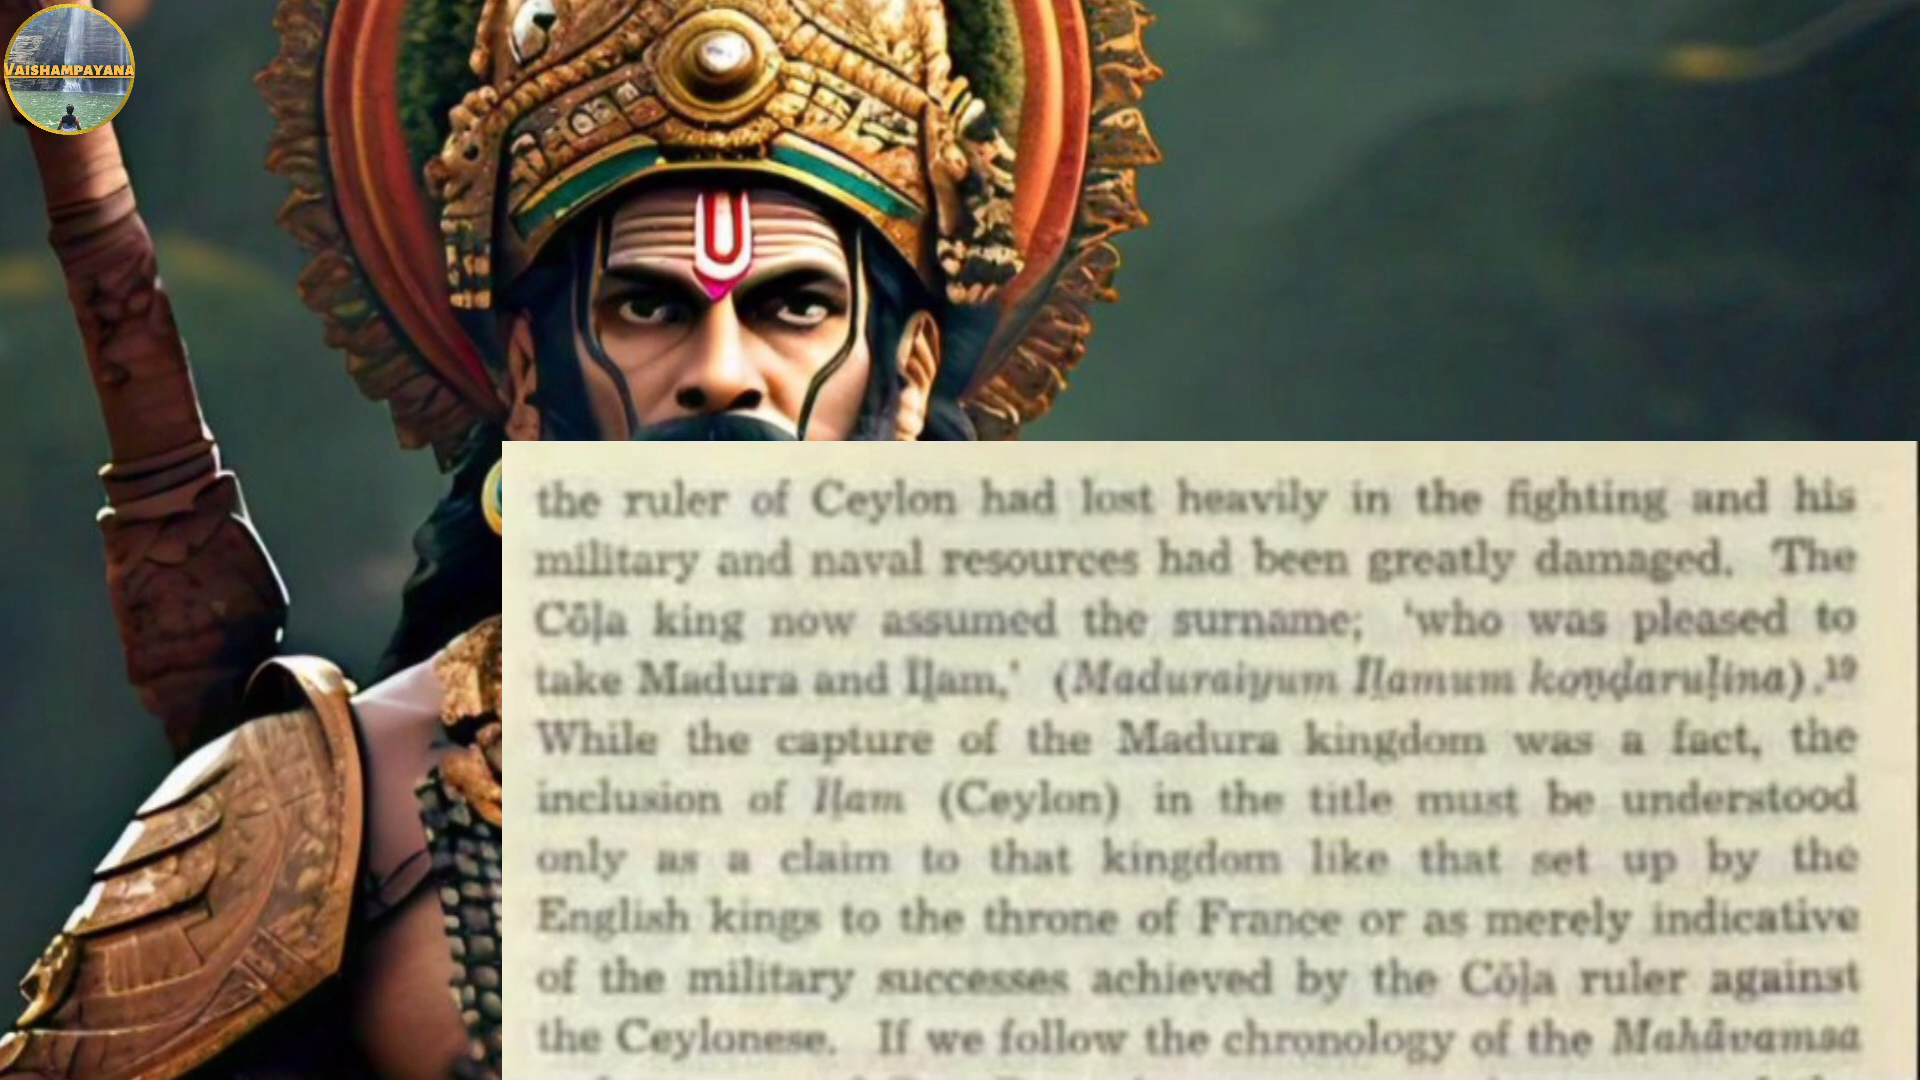 VAISHAMPAYANA
the ruler of Ceylon had lost heavily in the fighting and his
military and naval resources had been greatly damaged. The
Cōḷa king now assumed the surname; 'who was pleased to
take Madura and Īḷam,' (Maduraiyum Īḷamum koṇḍaruḷina).¹⁹
While the capture of the Madura kingdom was a fact, the
inclusion of Īḷam (Ceylon) in the title must be understood
only as a claim to that kingdom like that set up by the
English kings to the throne of France or as merely indicative
of the military successes achieved by the Cōḷa ruler against
the Ceylonese. If we follow the chronology of the Mahāvamsa